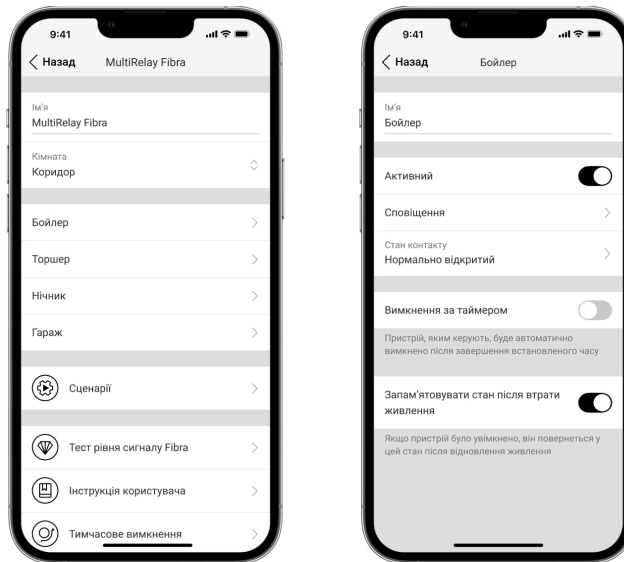 9:41
Назад
MultiRelay Fibra
Ім'я
MultiRelay Fibra
Кімната
Коридор
Бойлер
Торшер
Нічник
Гараж
Сценарії
Тест рівня сигналу Fibra
Інструкція користувача
Тимчасове вимкнення
9:41
Назад
Бойлер
Ім'я
Бойлер
Активний
Сповіщення
Стан контакту
Нормально відкритий
Вимкнення за таймером
Пристрій, яким керують, буде автоматично
вимкнено після завершення встановленого часу
Запам'ятовувати стан після втрати
живлення
Якщо пристрій було увімкнено, він повернеться у
цей стан після відновлення живлення